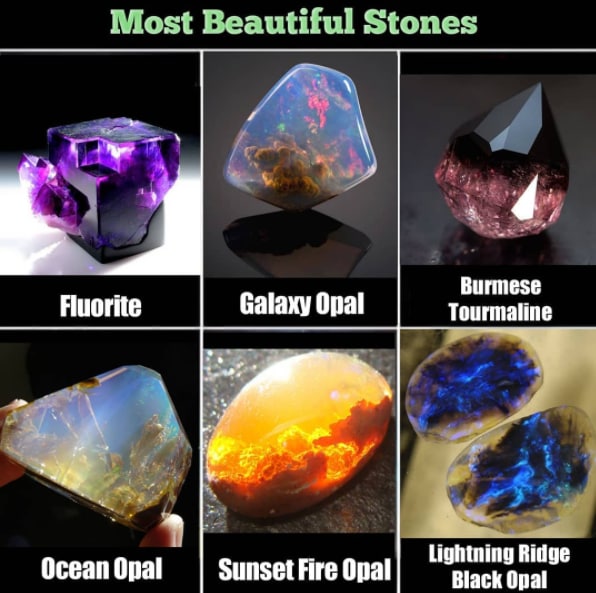 Most Beautiful Stones
Fluorite
Galaxy Opal
Burmese
Tourmaline
Ocean Opal
Sunset Fire Opal
Lightning Ridge
Black Opal